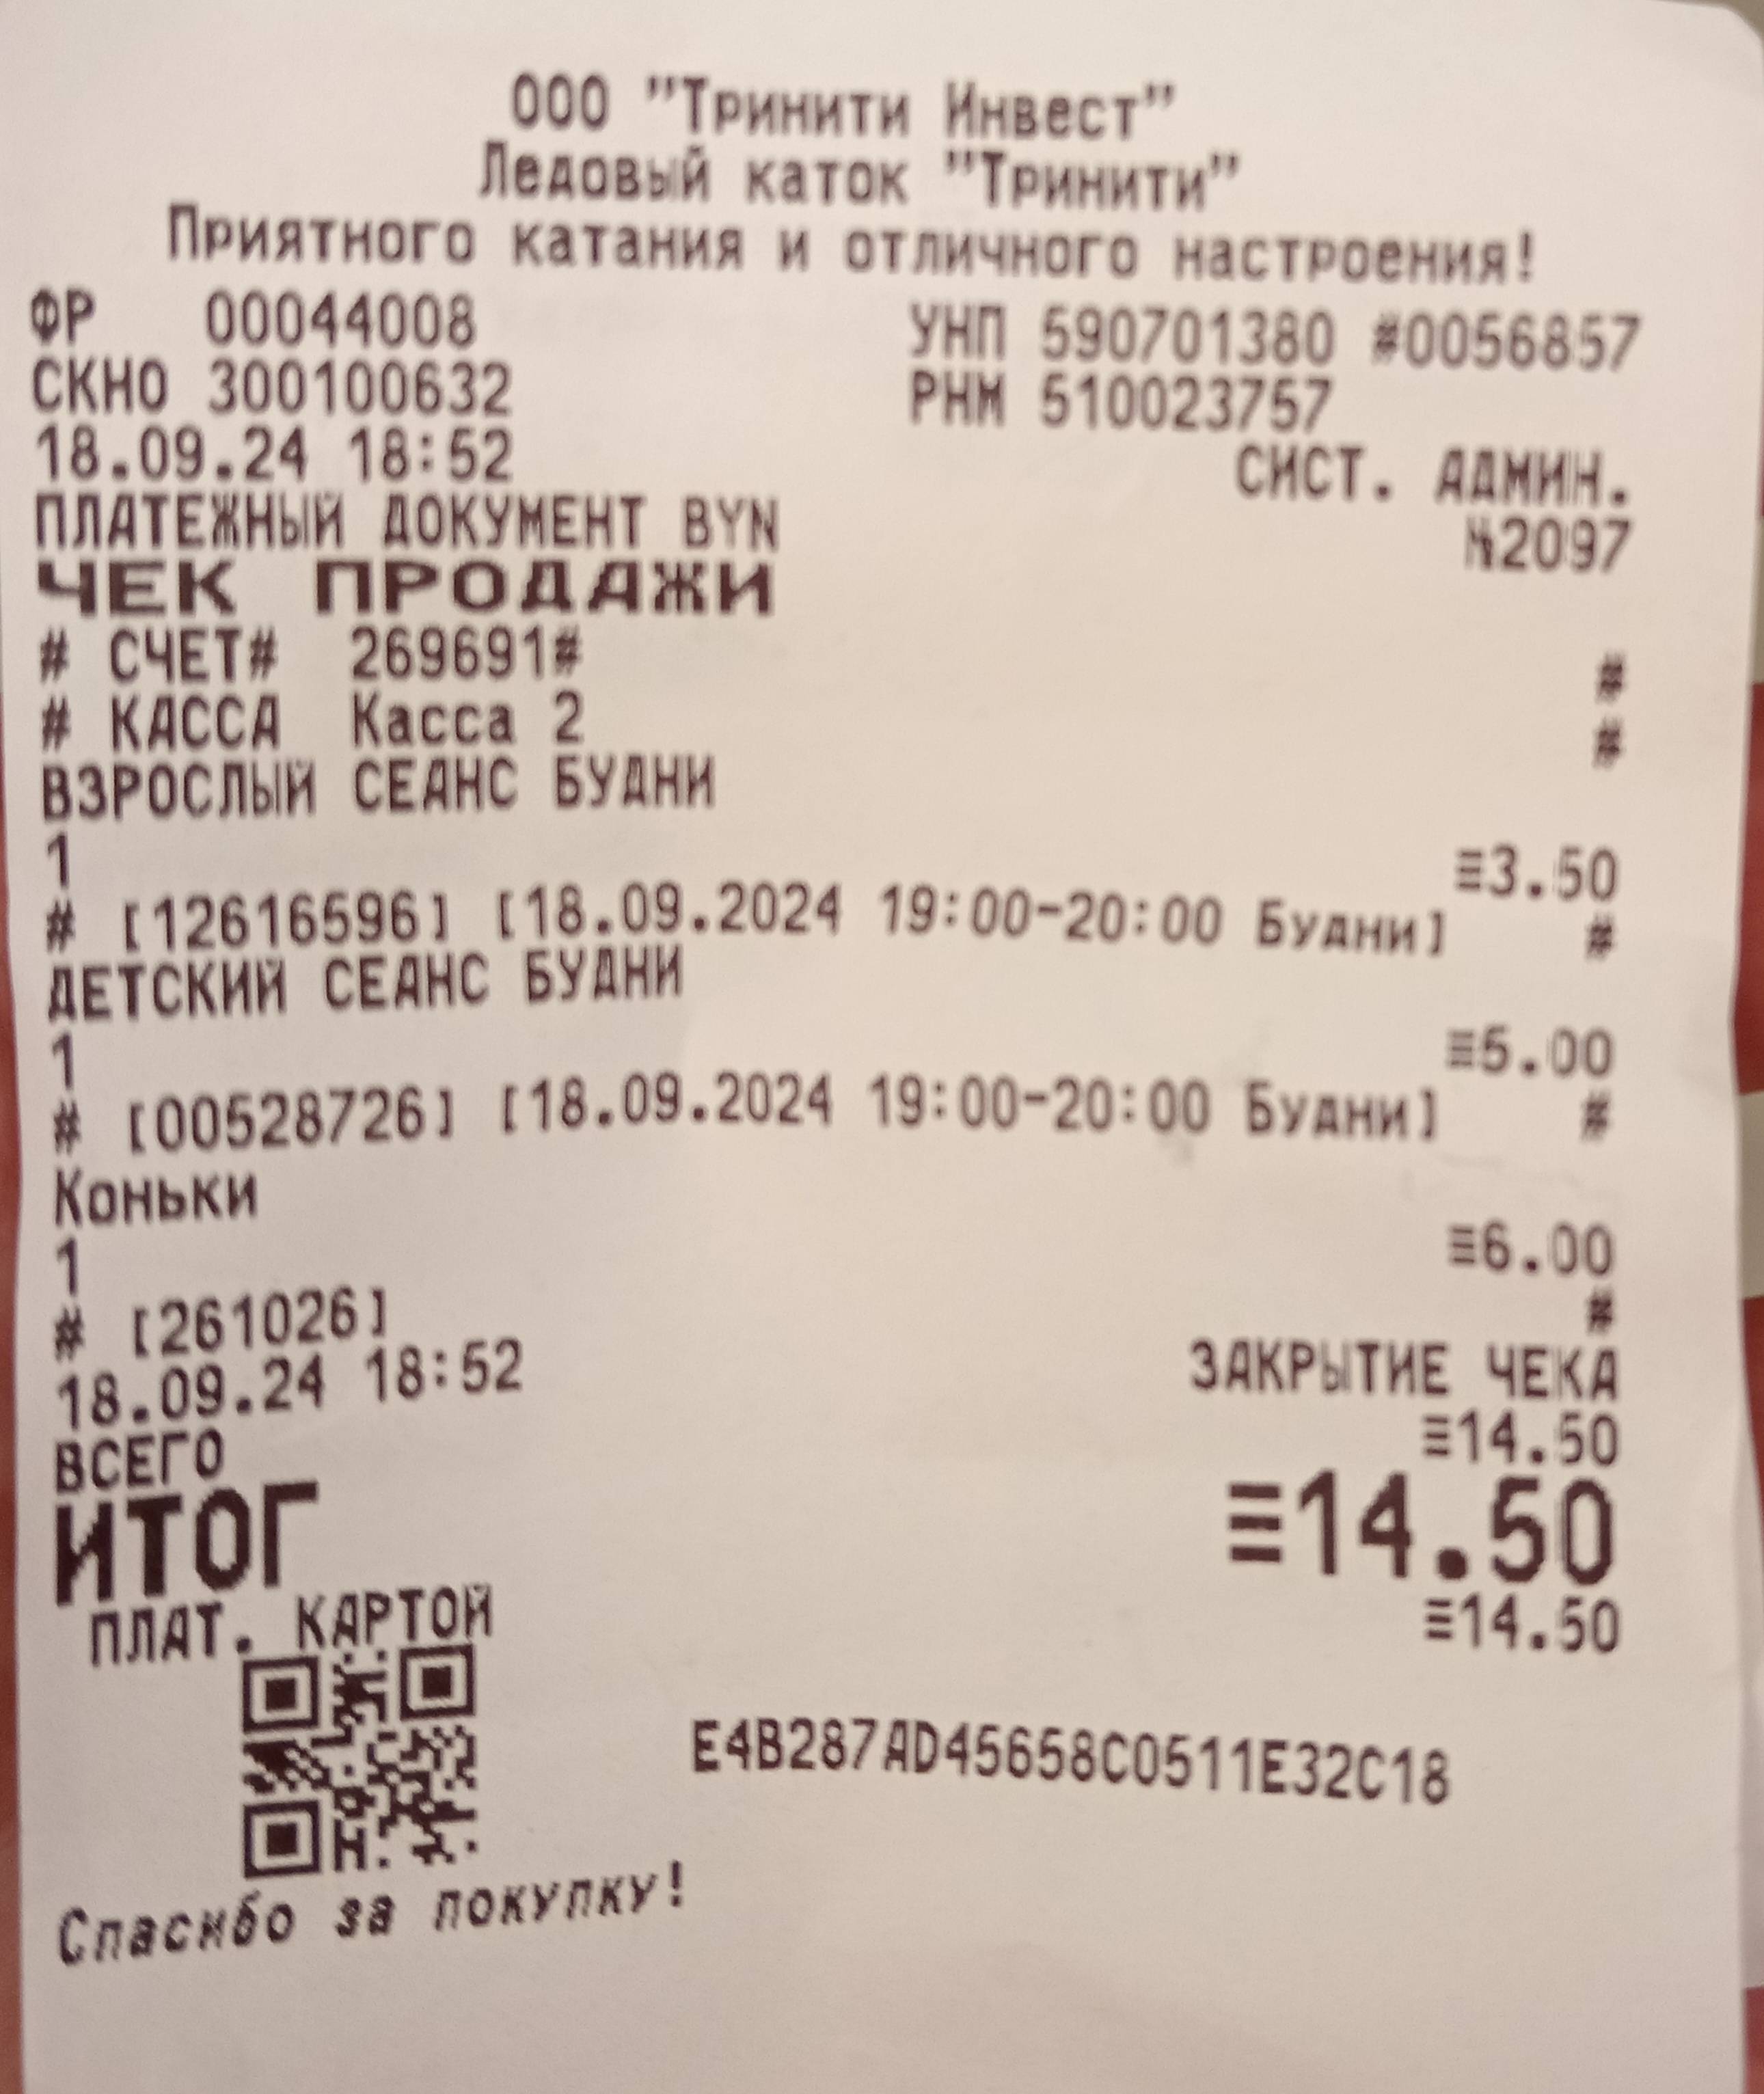 ООО "Тринити Инвест"
Ледовый каток "Тринити"
Приятного катания и отличного настроения!
ФР 00044008 УНП 590701380 #0056857
СКНО 300100632 РНМ 510023757
18.09.24 18:52 СИСТ. АДМИН.
ПЛАТЕЖНЫЙ ДОКУМЕНТ BYN №2097
ЧЕК ПРОДАЖИ
# СЧЕТ# 269691# #
# КАССА Касса 2 #
ВЗРОСЛЫЙ СЕАНС БУДНИ
1 ≡3.50
# [12616596] [18.09.2024 19:00-20:00 Будни] #
ДЕТСКИЙ СЕАНС БУДНИ
1 ≡5.00
# [00528726] [18.09.2024 19:00-20:00 Будни] #
Коньки
1 ≡6.00
# [261026] #
18.09.24 18:52 ЗАКРЫТИЕ ЧЕКА
ВСЕГО ≡14.50
ИТОГ ≡14.50
ПЛАТ. КАРТОЙ ≡14.50
E4B287AD45658C0511E32C18
Спасибо за покупку!